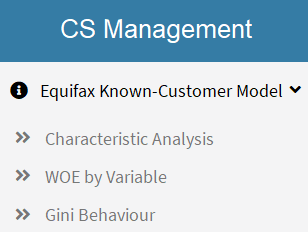 CS Management
Equifax Known-Customer Model
Characteristic Analysis
WOE by Variable
Gini Behaviour